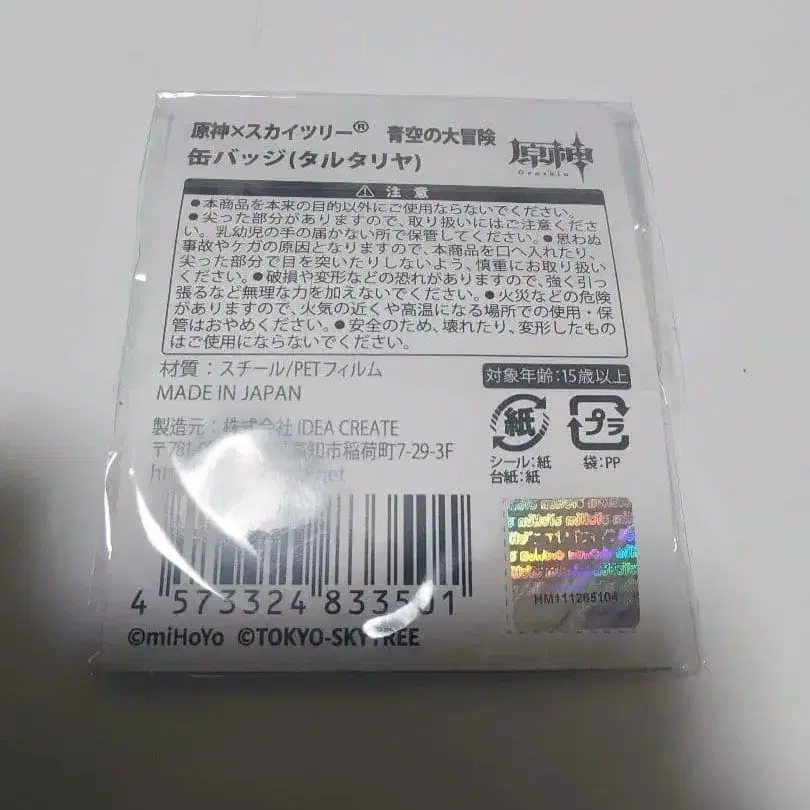 原神×スカイツリー® 青空の大冒険
缶バッジ(タルタリヤ)
原神
Genshin
注意
●本商品を本来の目的以外にご使用ならないでください。
●尖った部分がありますので、取り扱いにはご注意くださ
い。乳幼児の手の届かない所で保管してください。●思わぬ
事故やケガの原因となりますので、本商品を口へ入れたり、
尖った部分で目を突いたりしないよう、慎重にお取り扱い
ください。●破損や変形などの恐れがありますので、強く引っ
張るなど無理な力を加えないでください。●火災などの危険
がありますので、火気の近くや高温になる場所での使用・保
管はおやめください。●安全のため、壊れたり、変形したもの
はご使用にならないでください。
材質：スチール/PETフィルム
MADE IN JAPAN
対象年齢:15歳以上
製造元：株式会社 IDEA CREATE
高知市稲荷町7-29-3F
紙
シール:紙
台紙:紙
プラ
袋:PP
miHoYo
HM111265104
4 573324 833501
©miHoYo ©TOKYO-SKYTREE